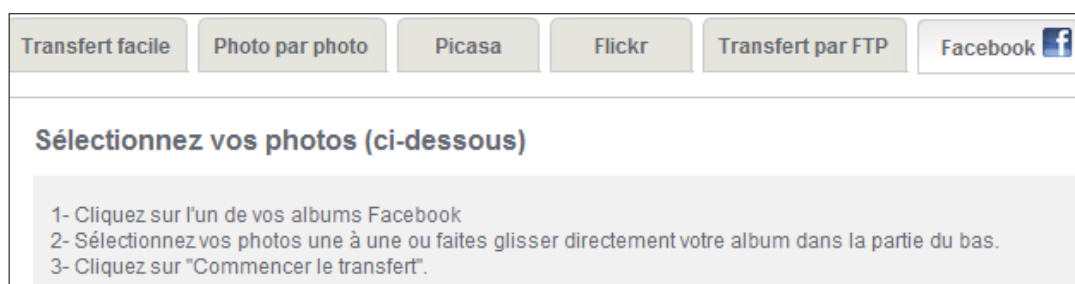 Transfert facile Photo par photo Picasa Flickr Transfert par FTP Facebook f
Sélectionnez vos photos (ci-dessous)
1- Cliquez sur l'un de vos albums Facebook
2- Sélectionnez vos photos une à une ou faites glisser directement votre album dans la partie du bas.
3- Cliquez sur "Commencer le transfert".